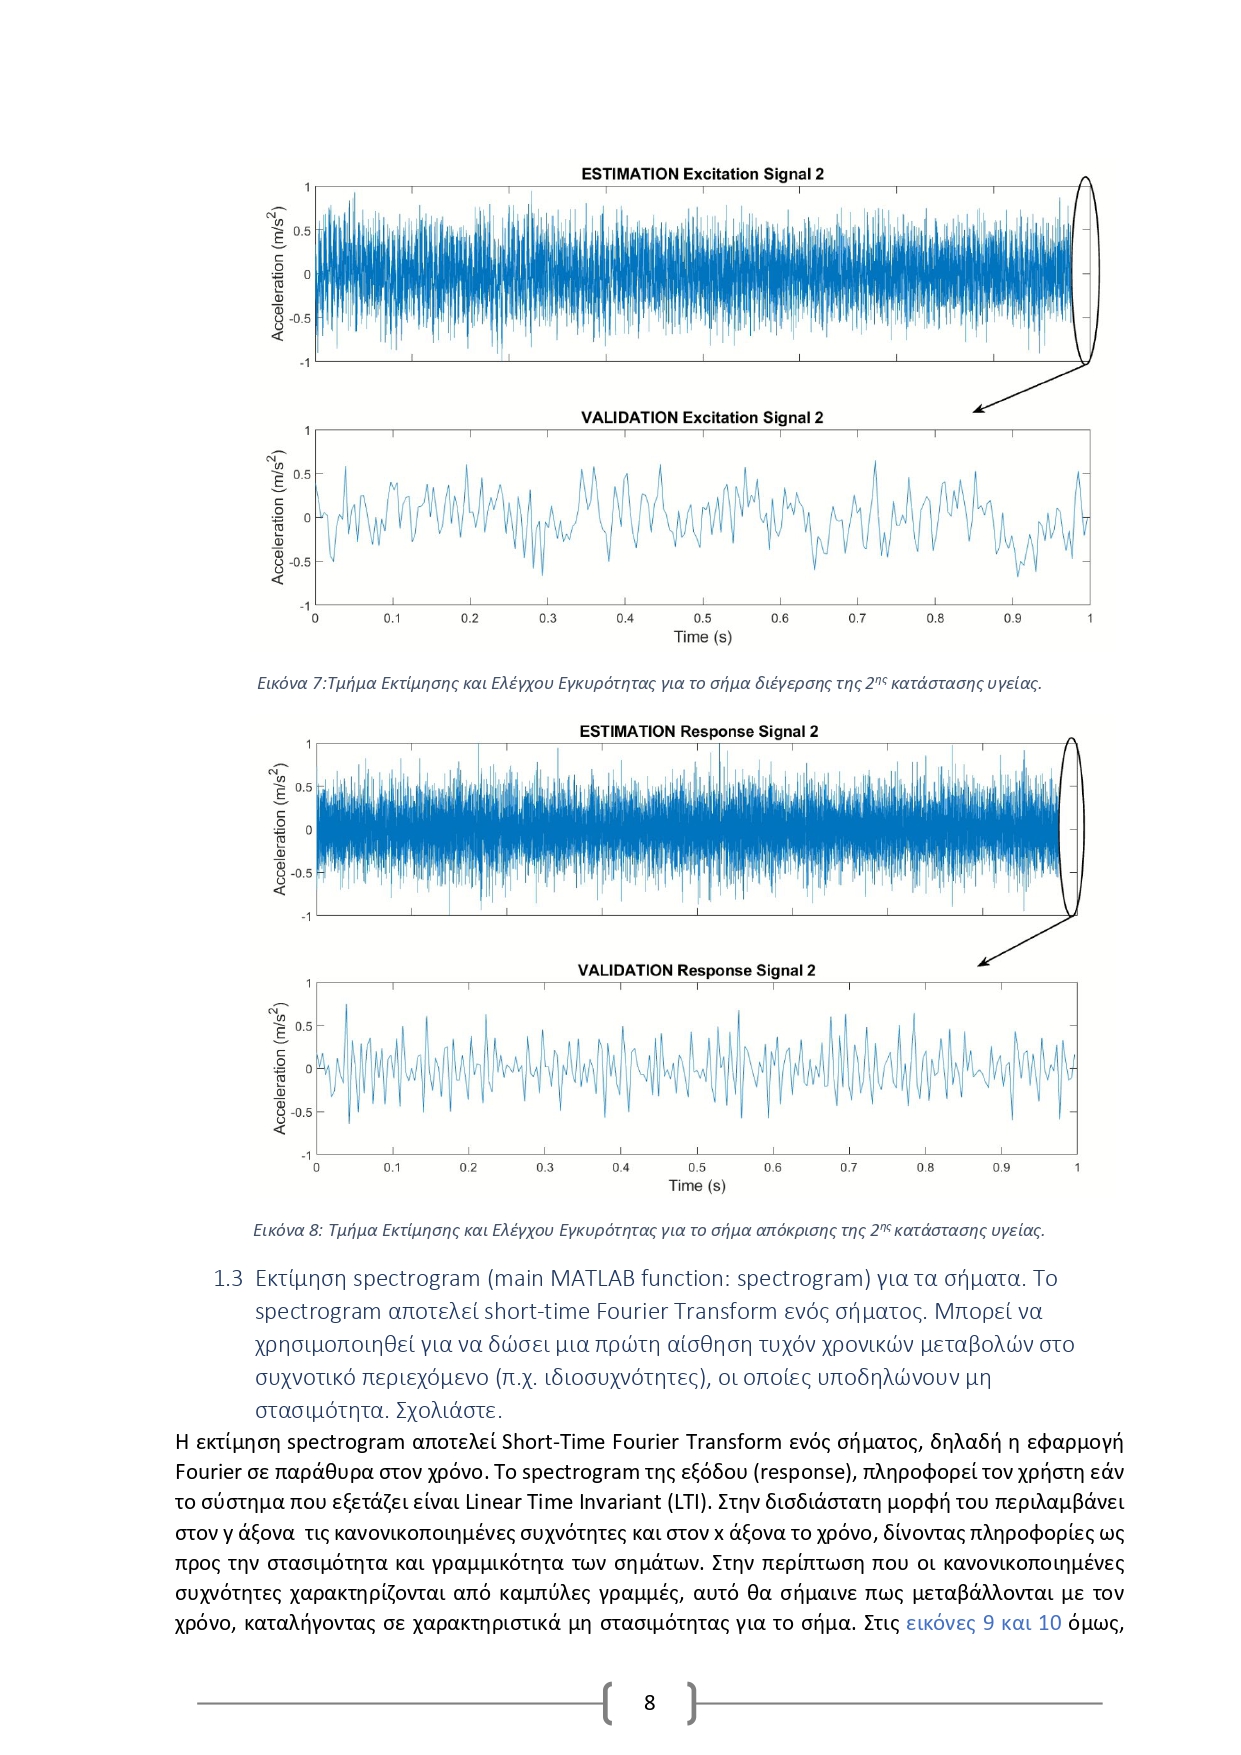 ESTIMATION Excitation Signal 2
Acceleration (m/s²)
1
0.5
0
-0.5
-1
VALIDATION Excitation Signal 2
Acceleration (m/s²)
1
0.5
0
-0.5
-1
0 0.1 0.2 0.3 0.4 0.5 0.6 0.7 0.8 0.9 1
Time (s)
Εικόνα 7:Τμήμα Εκτίμησης και Ελέγχου Εγκυρότητας για το σήμα διέγερσης της 2ης κατάστασης υγείας.
ESTIMATION Response Signal 2
Acceleration (m/s²)
1
0.5
0
-0.5
-1
VALIDATION Response Signal 2
Acceleration (m/s²)
1
0.5
0
-0.5
-1
0 0.1 0.2 0.3 0.4 0.5 0.6 0.7 0.8 0.9 1
Time (s)
Εικόνα 8: Τμήμα Εκτίμησης και Ελέγχου Εγκυρότητας για το σήμα απόκρισης της 2ης κατάστασης υγείας.
1.3 Εκτίμηση spectrogram (main MATLAB function: spectrogram) για τα σήματα. Το
spectrogram αποτελεί short-time Fourier Transform ενός σήματος. Μπορεί να
χρησιμοποιηθεί για να δώσει μια πρώτη αίσθηση τυχόν χρονικών μεταβολών στο
συχνοτικό περιεχόμενο (π.χ. ιδιοσυχνότητες), οι οποίες υποδηλώνουν μη
στασιμότητα. Σχολιάστε.
Η εκτίμηση spectrogram αποτελεί Short-Time Fourier Transform ενός σήματος, δηλαδή η εφαρμογή
Fourier σε παράθυρα στον χρόνο. Το spectrogram της εξόδου (response), πληροφορεί τον χρήστη εάν
το σύστημα που εξετάζει είναι Linear Time Invariant (LTI). Στην δισδιάστατη μορφή του περιλαμβάνει
στον y άξονα τις κανονικοποιημένες συχνότητες και στον x άξονα το χρόνο, δίνοντας πληροφορίες ως
προς την στασιμότητα και γραμμικότητα των σημάτων. Στην περίπτωση που οι κανονικοποιημένες
συχνότητες χαρακτηρίζονται από καμπύλες γραμμές, αυτό θα σήμαινε πως μεταβάλλονται με τον
χρόνο, καταλήγοντας σε χαρακτηριστικά μη στασιμότητας για το σήμα. Στις εικόνες 9 και 10 όμως,
8